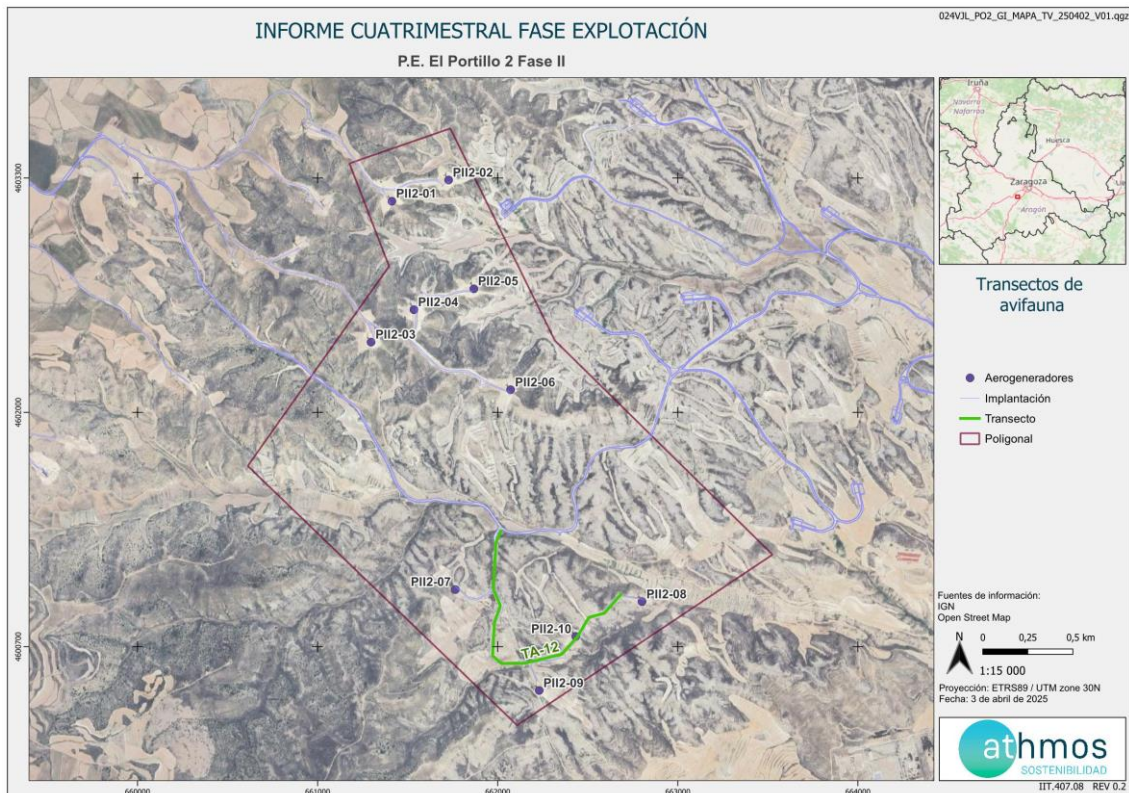 024VJL_PO2_GI_MAPA_TV_250402_V01.qgz
INFORME CUATRIMESTRAL FASE EXPLOTACIÓN
P.E. El Portillo 2 Fase II
4603300
4602000
4600700
660000
661000
662000
663000
664000
PII2-02
PII2-01
PII2-05
PII2-04
PII2-03
PII2-06
PII2-07
PII2-08
PII2-10
TA-12
PII2-09
Iruña
Navarra
Nafarroa
Huesca
Zaragoza
Aragón
Transectos de
avifauna
Aerogeneradores
Implantación
Transecto
Poligonal
Fuentes de información:
IGN
Open Street Map
N
0 0,5 km
1:15 000
Proyección: ETRS89 / UTM zone 30N
Fecha: 3 de abril de 2025
athmos
SOSTENIBILIDAD
IIT.407.08 REV 0.2